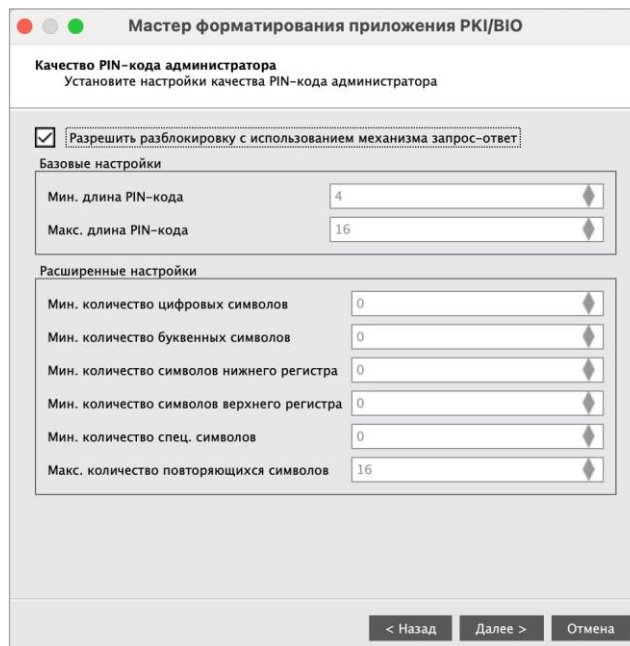 Мастер форматирования приложения PKI/BIO
Качество PIN-кода администратора
Установите настройки качества PIN-кода администратора
Разрешить разблокировку с использованием механизма запрос-ответ
Базовые настройки
Мин. длина PIN-кода 4
Макс. длина PIN-кода 16
Расширенные настройки
Мин. количество цифровых символов 0
Мин. количество буквенных символов 0
Мин. количество символов нижнего регистра 0
Мин. количество символов верхнего регистра 0
Мин. количество спец. символов 0
Макс. количество повторяющихся символов 16
< Назад Далее > Отмена